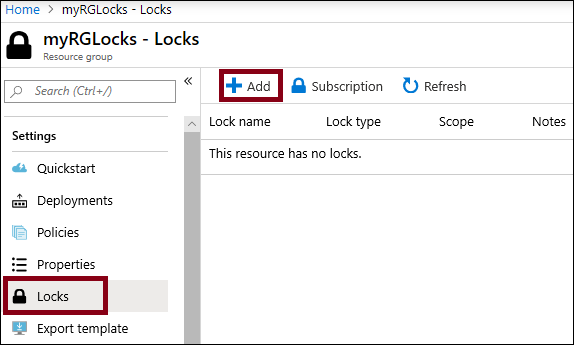 Home > myRGLocks - Locks
myRGLocks - Locks
Resource group
Search (Ctrl+/)
«
Add Subscription Refresh
Settings
Lock name Lock type Scope Notes
This resource has no locks.
Quickstart
Deployments
Policies
Properties
Locks
Export template